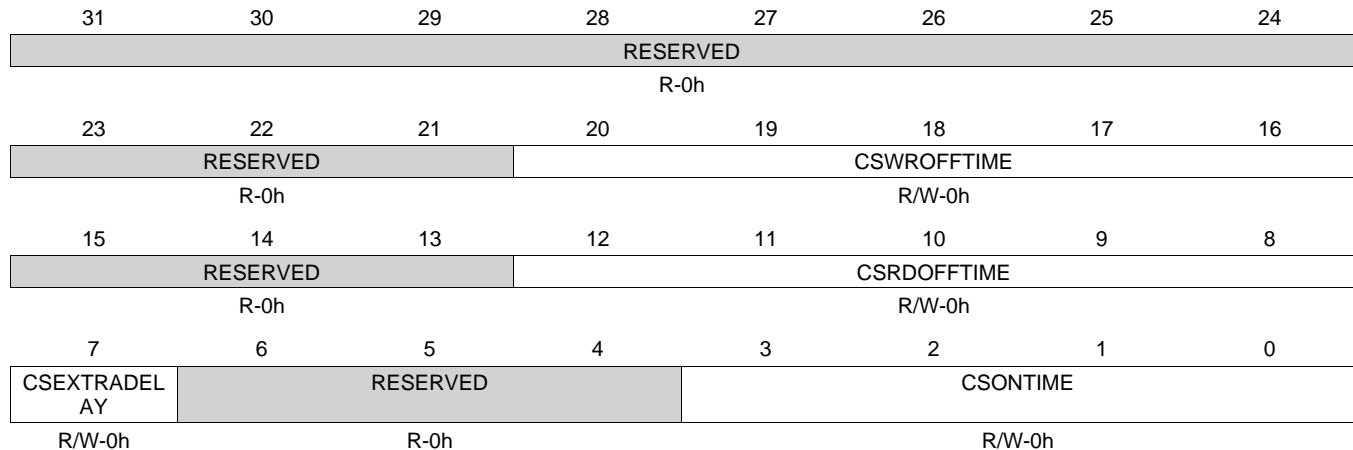 31 30 29 28 27 26 25 24
RESERVED
R-0h
23 22 21 20 19 18 17 16
RESERVED CSWROFFTIME
R-0h R/W-0h
15 14 13 12 11 10 9 8
RESERVED CSRDOFFTIME
R-0h R/W-0h
7 6 5 4 3 2 1 0
CSEXTRADEL RESERVED CSONTIME
AY
R/W-0h R-0h R/W-0h